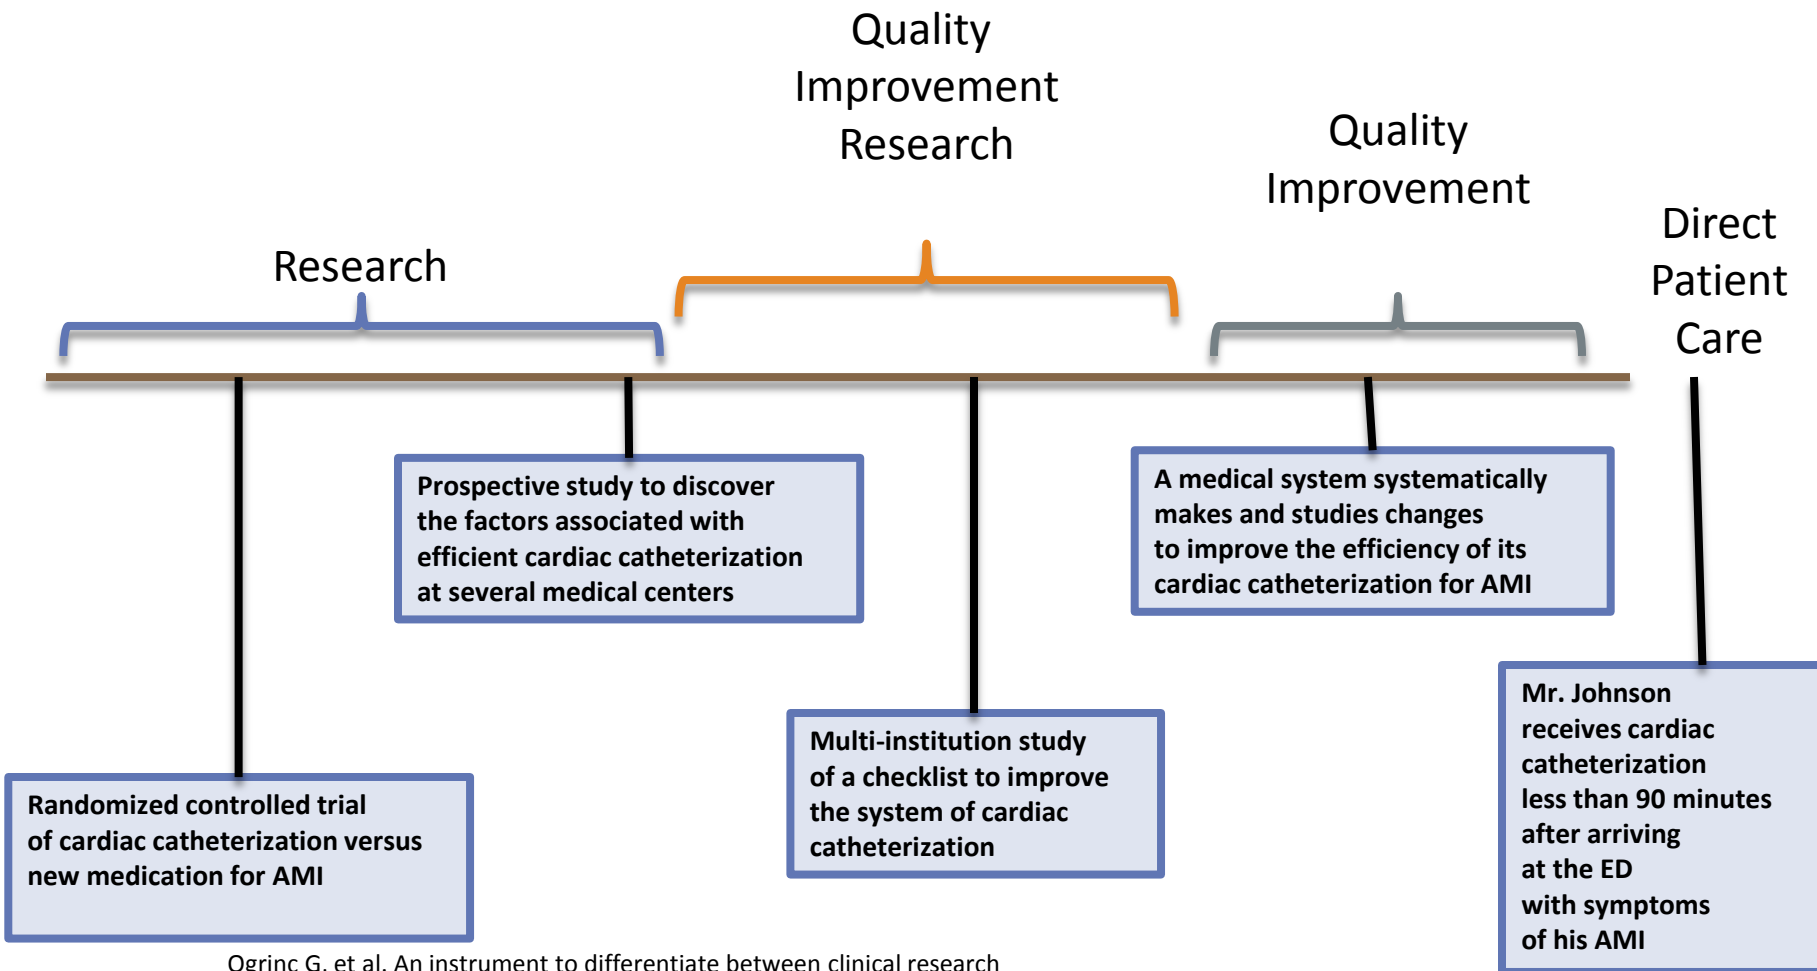 Quality
Improvement
Research
Quality
Improvement
Direct
Patient
Care
Research
Prospective study to discover
the factors associated with
efficient cardiac catheterization
at several medical centers
A medical system systematically
makes and studies changes
to improve the efficiency of its
cardiac catheterization for AMI
Mr. Johnson
receives cardiac
catheterization
less than 90 minutes
after arriving
at the ED
with symptoms
of his AMI
Multi-institution study
of a checklist to improve
the system of cardiac
catheterization
Randomized controlled trial
of cardiac catheterization versus
new medication for AMI
Ogrinc G, et al. An instrument to differentiate between clinical research